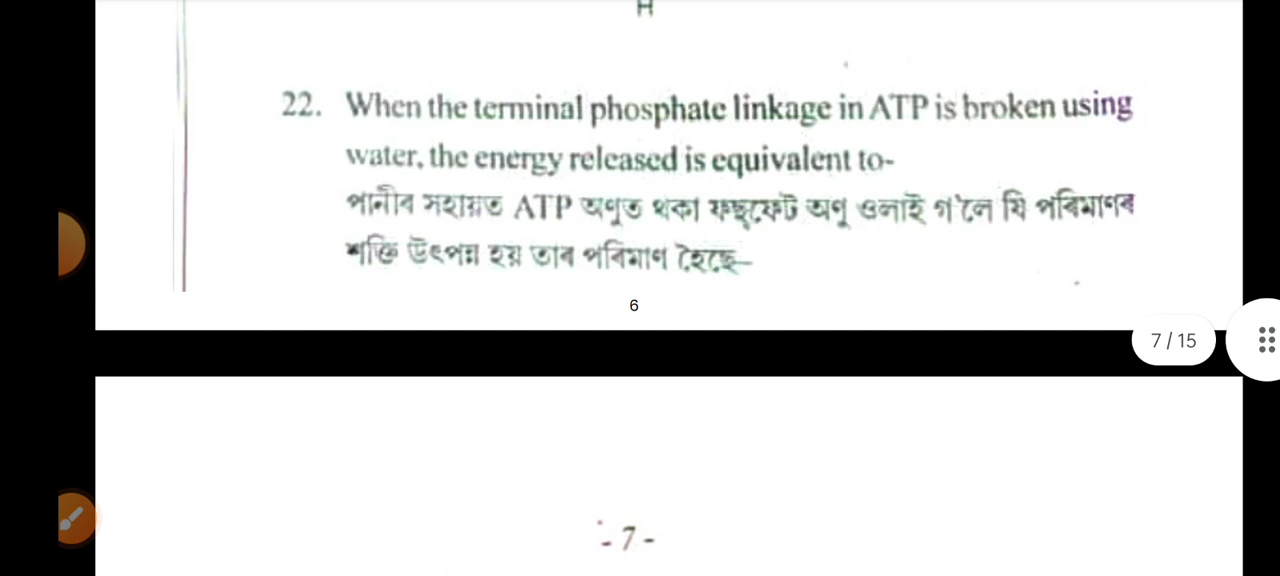 H
22. When the terminal phosphate linkage in ATP is broken using
water, the energy released is equivalent to-
পানীৰ সহায়ত ATP অণুত থকা ফছ্ফেট অণু ওলাই গ'লে যি পৰিমাণৰ
শক্তি উৎপন্ন হয় তাৰ পৰিমাণ হৈছে—
6
7 / 15
- 7 -